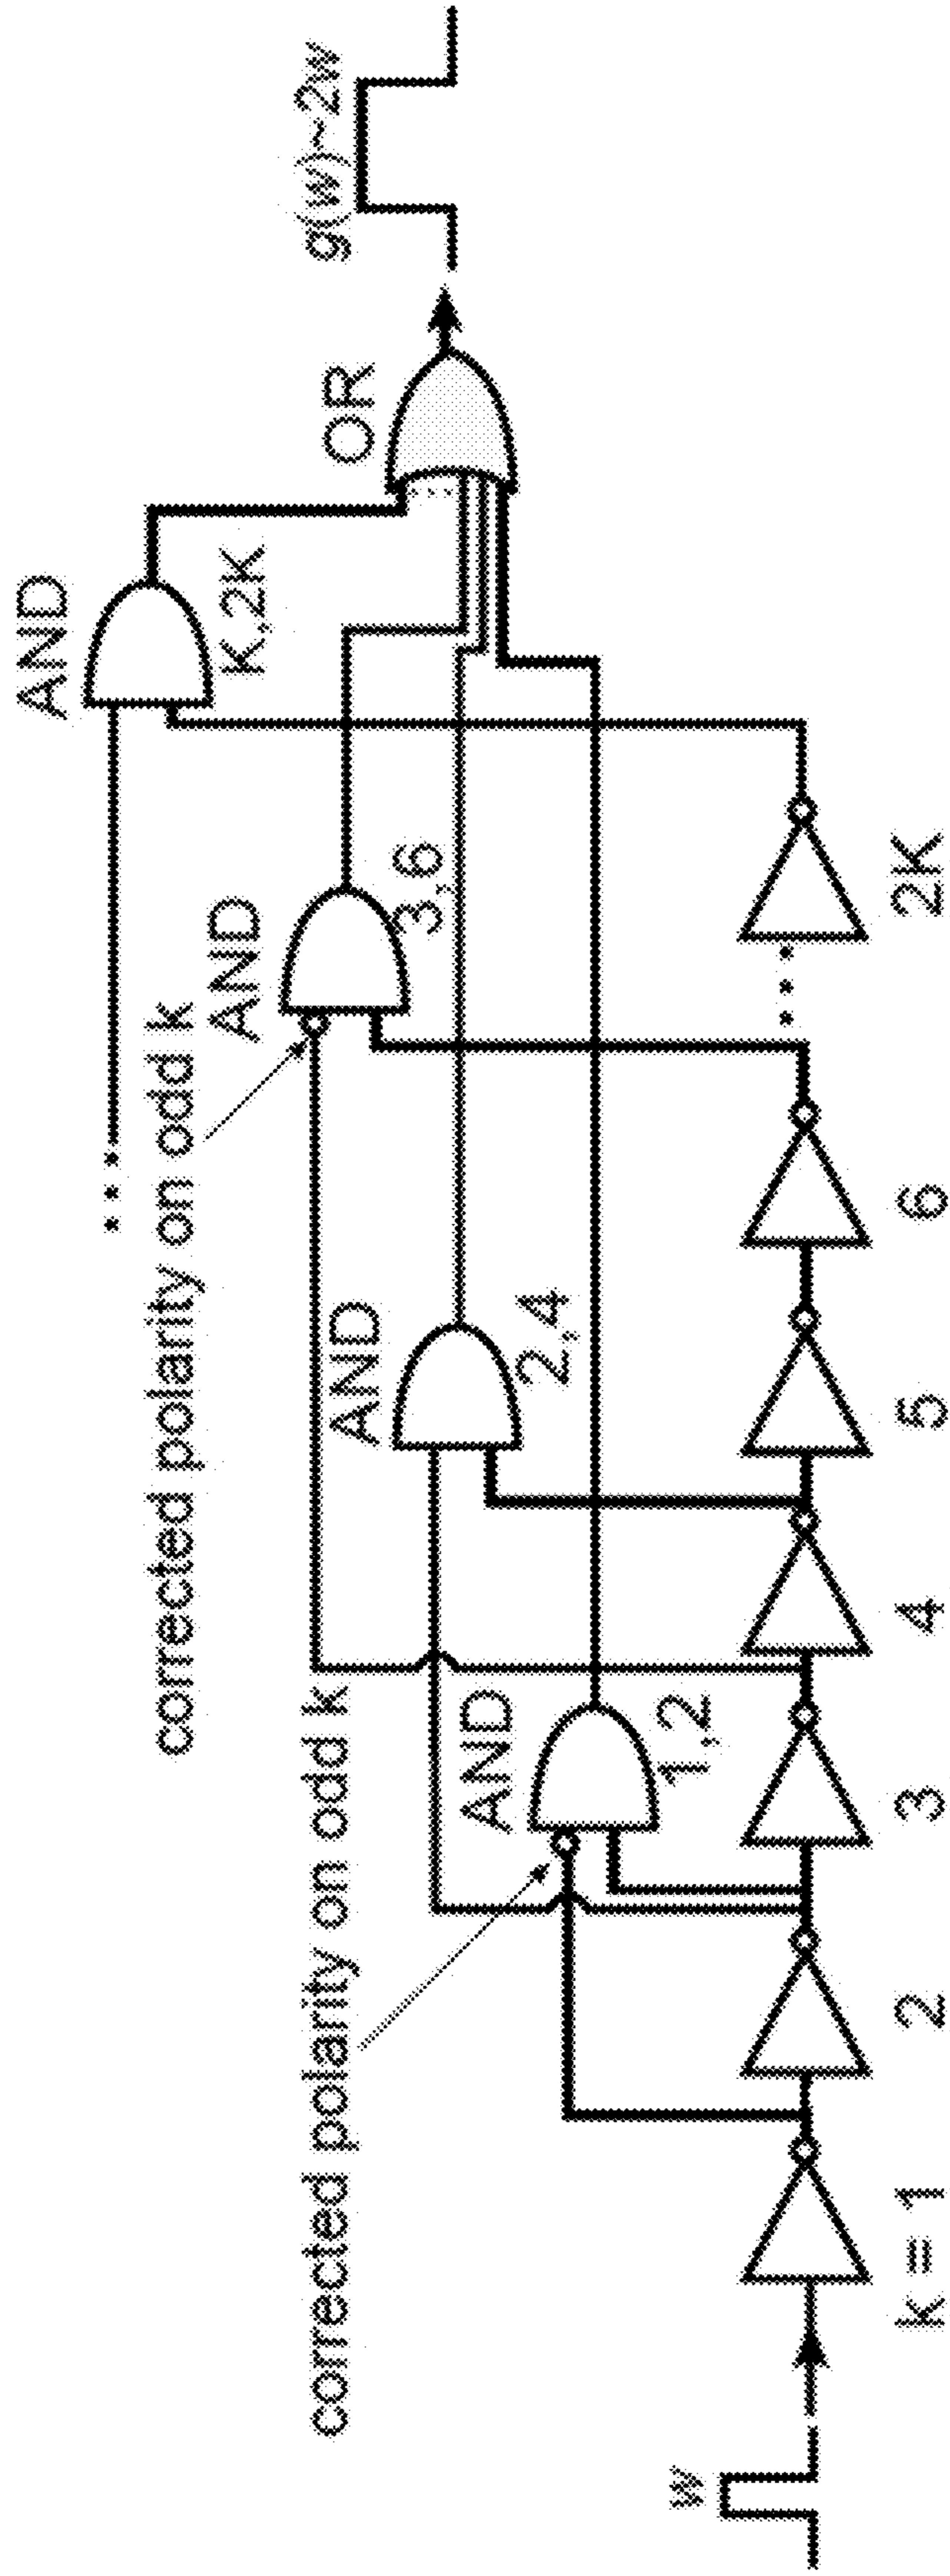 AND
K,2K
g(w)~2w
OR
corrected polarity on odd k
AND
3,6
AND
2,4
corrected polarity on odd k
AND
1,2
w
k = 1
2
3
4
5
6
2K